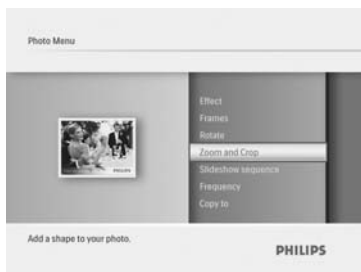 Photo Menu
Effect
Frames
Rotate
Zoom and Crop
Slideshow sequence
Frequency
Copy to
PHILIPS
Add a shape to your photo.
PHILIPS